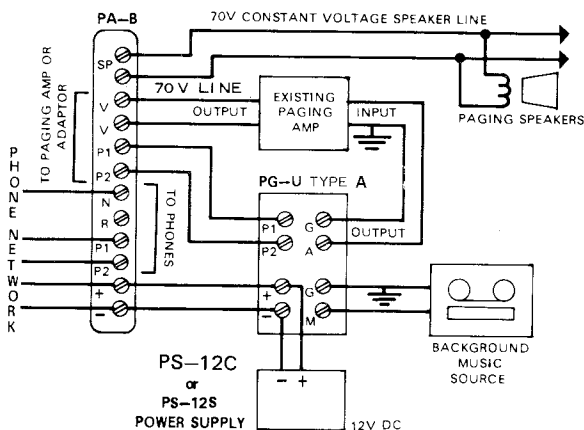 PA-B
70V CONSTANT VOLTAGE SPEAKER LINE
SP
TO PAGING AMP OR
ADAPTOR
V
V
P1
P2
70 V LINE
OUTPUT
EXISTING
PAGING
AMP
INPUT
PAGING SPEAKERS
PHONE NETWORK
N
R
P1
P2
+
-
TO PHONES
PG-U TYPE A
P1
P2
+
-
G
A
G
M
OUTPUT
BACKGROUND
MUSIC
SOURCE
PS-12C
or
PS-12S
POWER SUPPLY
- +
12V DC